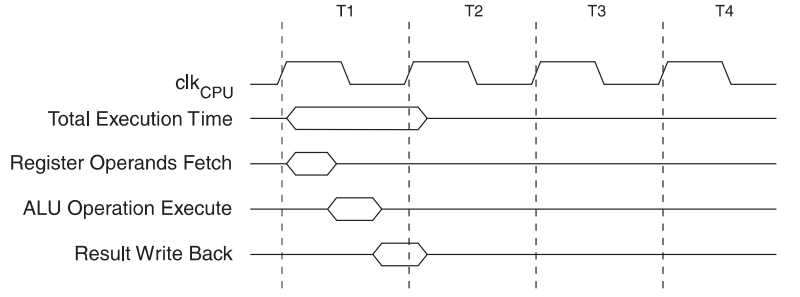 T1 T2 T3 T4
clkCPU
Total Execution Time
Register Operands Fetch
ALU Operation Execute
Result Write Back